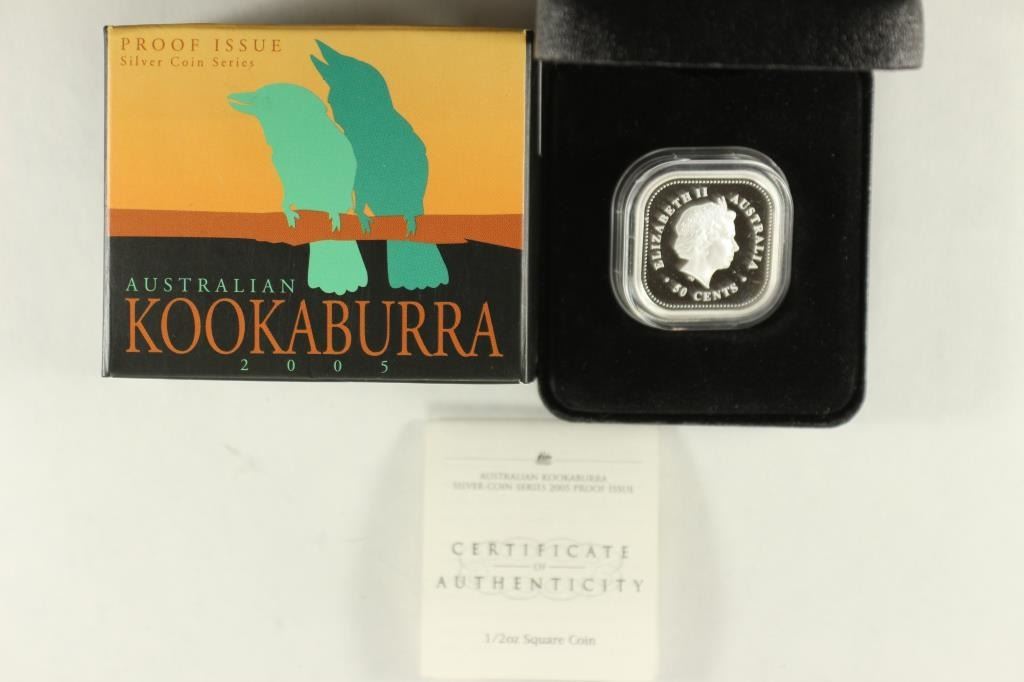 PROOF ISSUE
Silver Coin Series
AUSTRALIAN
KOOKABURRA
2005
ELIZABETH II AUSTRALIA
50 CENTS
AUSTRALIAN KOOKABURRA
SILVER COIN SERIES 2005 PROOF ISSUE
CERTIFICATE
OF
AUTHENTICITY
1/2oz Square Coin